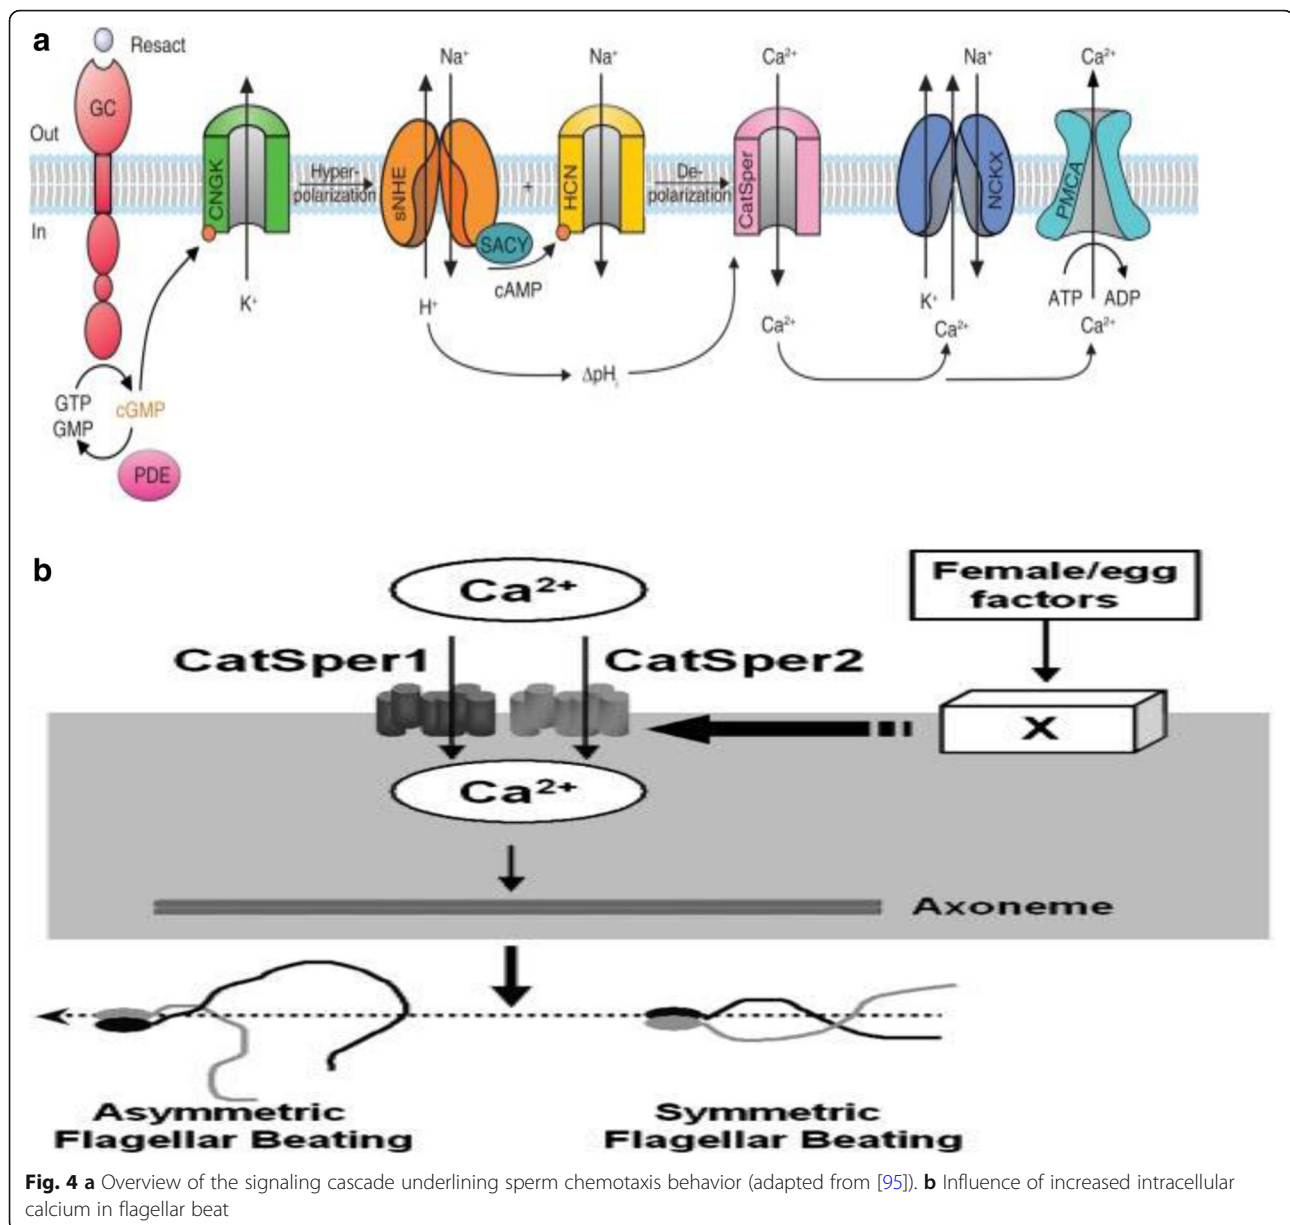 a
Resact
GC
Out
In
GTP
GMP
cGMP
PDE
CNGK
K⁺
Hyper-
polarization
Na⁺
sNHE
SACY
H⁺
cAMP
+
Na⁺
HCN
De-
polarization
ΔpHᵢ
Ca²⁺
CatSper
Ca²⁺
Na⁺
NCKX
K⁺
Ca²⁺
Ca²⁺
PMCA
ATP
ADP
Ca²⁺
b
Ca²⁺
Female/egg
factors
CatSper1
CatSper2
X
Ca²⁺
Axoneme
Asymmetric
Flagellar Beating
Symmetric
Flagellar Beating
Fig. 4 a Overview of the signaling cascade underlining sperm chemotaxis behavior (adapted from [95]). b Influence of increased intracellular
calcium in flagellar beat